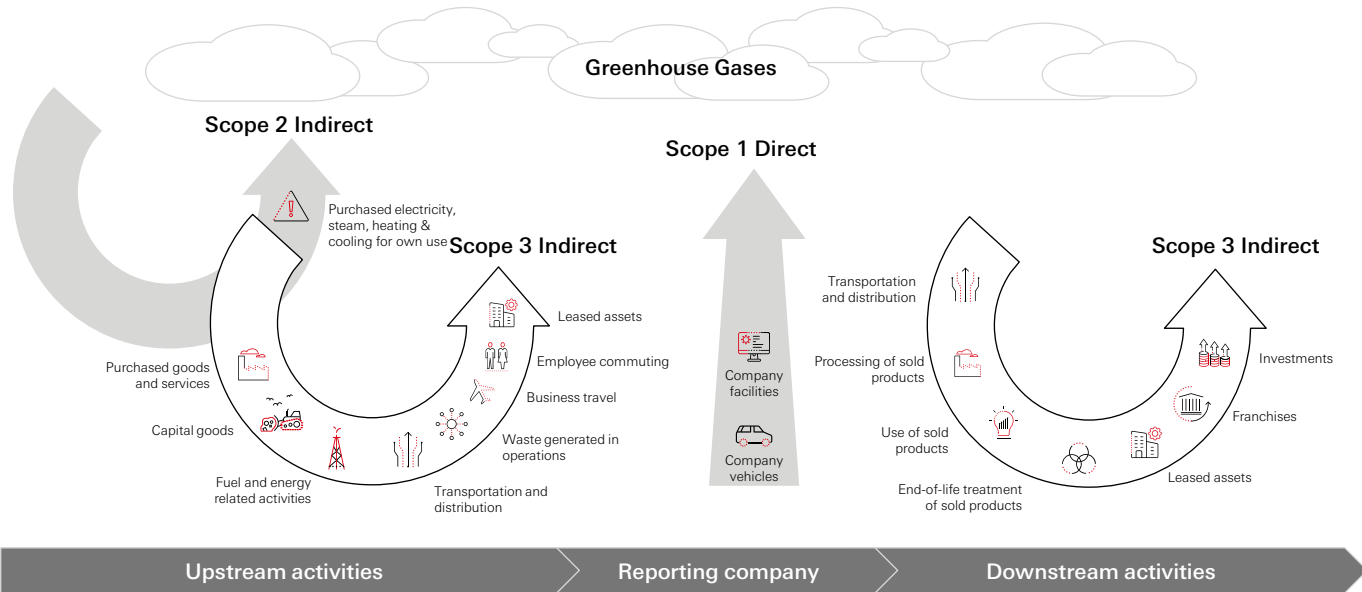 Greenhouse Gases
Scope 2 Indirect
Purchased electricity,
steam, heating &
cooling for own use
Scope 3 Indirect
Leased assets
Employee commuting
Business travel
Waste generated in
operations
Transportation and
distribution
Fuel and energy
related activities
Capital goods
Purchased goods
and services
Scope 1 Direct
Company
facilities
Company
vehicles
Scope 3 Indirect
Transportation
and distribution
Processing of sold
products
Use of sold
products
End-of-life treatment
of sold products
Leased assets
Franchises
Investments
Upstream activities
Reporting company
Downstream activities